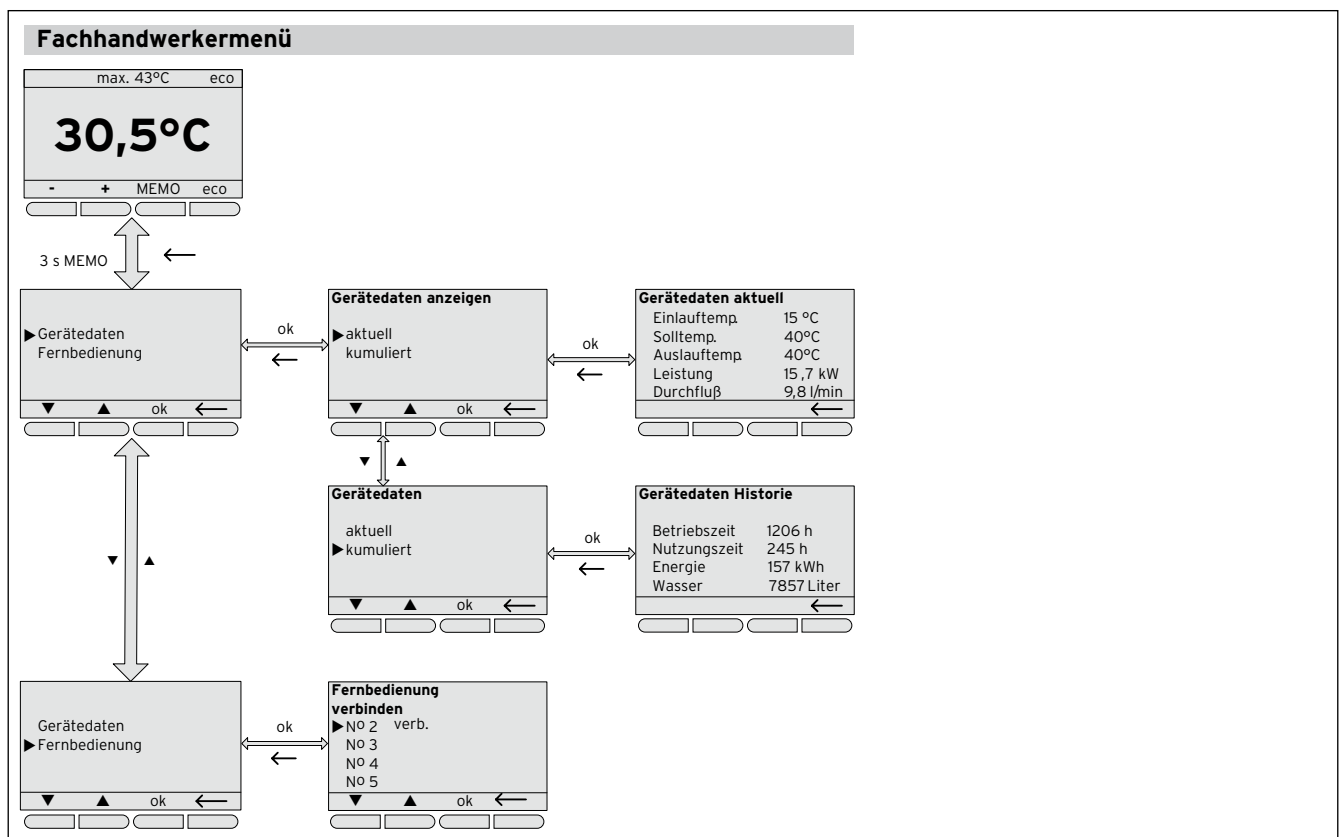 Fachhandwerkermenü
max. 43°C eco
30,5°C
- + MEMO eco
3 s MEMO ←
▶Gerätedaten
Fernbedienung
▼ ▲ ok ←
ok
←
Gerätedaten anzeigen
▶aktuell
kumuliert
▼ ▲ ok ←
ok
←
Gerätedaten aktuell
Einlauftemp. 15 °C
Solltemp. 40°C
Auslauftemp. 40°C
Leistung 15 ,7 kW
Durchfluß 9,8 l/min
←
▼ ▲
Gerätedaten
aktuell
▶kumuliert
▼ ▲ ok ←
ok
←
Gerätedaten Historie
Betriebszeit 1206 h
Nutzungszeit 245 h
Energie 157 kWh
Wasser 7857 Liter
←
▼ ▲
Gerätedaten
▶Fernbedienung
▼ ▲ ok ←
ok
←
Fernbedienung
verbinden
▶Nº 2 verb.
Nº 3
Nº 4
Nº 5
▼ ▲ ok ←